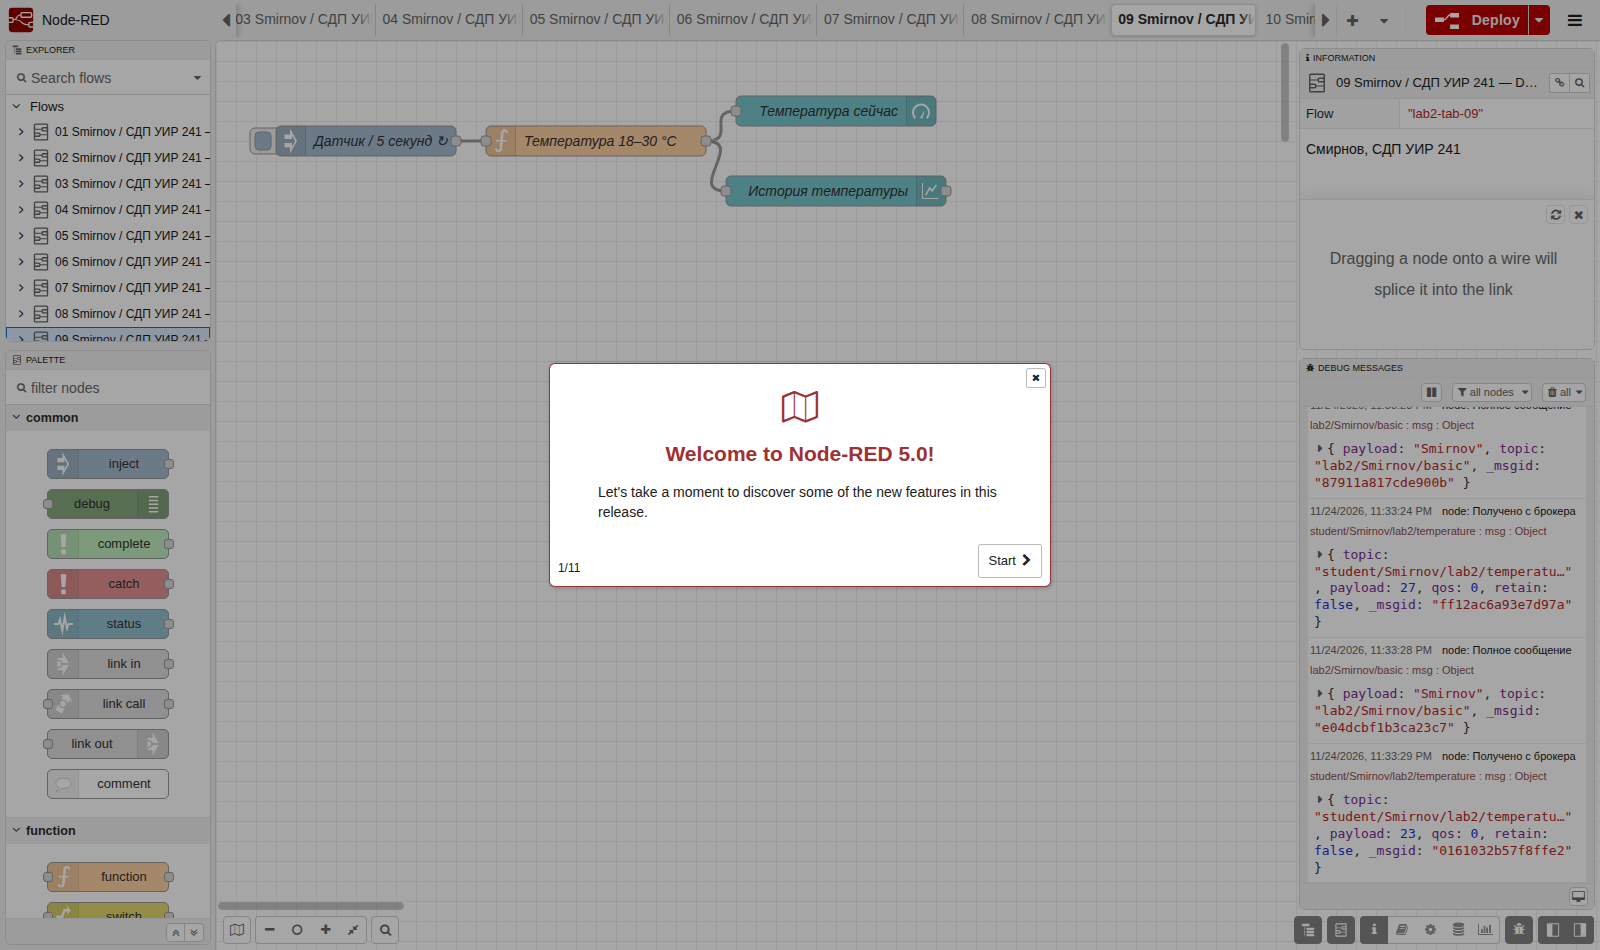 Node-RED
03 Smirnov / СДП УИ
04 Smirnov / СДП УИ
05 Smirnov / СДП УИ
06 Smirnov / СДП УИ
07 Smirnov / СДП УИ
08 Smirnov / СДП УИ
09 Smirnov / СДП УИ
10 Smir
Deploy
EXPLORER
Search flows
Flows
01 Smirnov / СДП УИР 241 –
02 Smirnov / СДП УИР 241 –
03 Smirnov / СДП УИР 241 –
04 Smirnov / СДП УИР 241 –
05 Smirnov / СДП УИР 241 –
06 Smirnov / СДП УИР 241 –
07 Smirnov / СДП УИР 241 –
08 Smirnov / СДП УИР 241 –
09 Smirnov / СДП УИР 241 -
PALETTE
filter nodes
common
inject
debug
complete
catch
status
link in
link call
link out
comment
function
function
switch
Датчик / 5 секунд ↻
Температура 18–30 °C
Температура сейчас
История температуры
Welcome to Node-RED 5.0!
Let's take a moment to discover some of the new features in this
release.
1/11
Start
INFORMATION
09 Smirnov / СДП УИР 241 — D...
Flow
"lab2-tab-09"
Смирнов, СДП УИР 241
Dragging a node onto a wire will
splice it into the link
DEBUG MESSAGES
all nodes
all
node: Полное сообщение
lab2/Smirnov/basic : msg : Object
{ payload: "Smirnov", topic:
"lab2/Smirnov/basic", _msgid:
"87911a817cde900b" }
11/24/2026, 11:33:24 PM node: Получено с брокера
student/Smirnov/lab2/temperature : msg : Object
{ topic:
"student/Smirnov/lab2/temperatu…"
, payload: 27, qos: 0, retain:
false, _msgid: "ff12ac6a93e7d97a"
}
11/24/2026, 11:33:28 PM node: Полное сообщение
lab2/Smirnov/basic : msg : Object
{ payload: "Smirnov", topic:
"lab2/Smirnov/basic", _msgid:
"e04dcbf1b3ca23c7" }
11/24/2026, 11:33:29 PM node: Получено с брокера
student/Smirnov/lab2/temperature : msg : Object
{ topic:
"student/Smirnov/lab2/temperatu…"
, payload: 23, qos: 0, retain:
false, _msgid: "0161032b57f8ffe2"
}